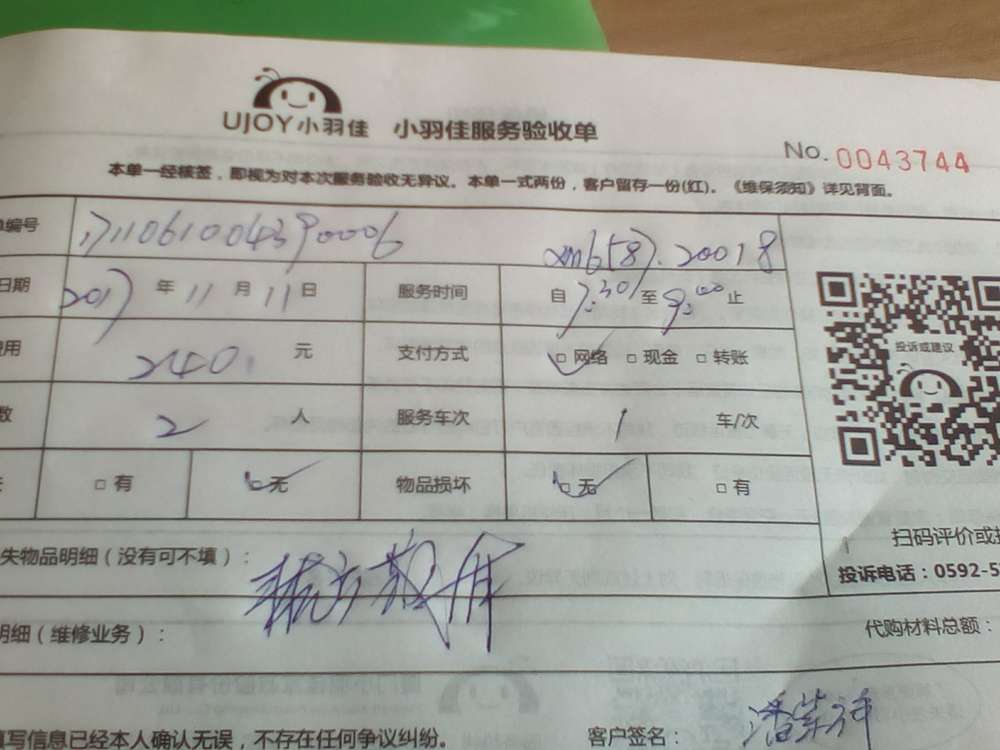 UJOY小羽佳 小羽佳服务验收单
No. 0043744
本单一经核签，即视为对本次服务验收无异议。本单一式两份，客户留存一份(红)。《维保须知》详见背面。
单编号
日期 2017 年 11 月 11 日 服务时间 自 7:30 至 9:00 止
费用 240 元 支付方式 □网络 □现金 □转账
数 2 人 服务车次 1 车/次
□有 □无 物品损坏 □无 □有
投诉或建议
扫码评价或
失物品明细（没有可不填）：
投诉电话：0592-5
明细（维修业务）：
代购材料总额：
填写信息已经本人确认无误，不存在任何争议纠纷。 客户签名：